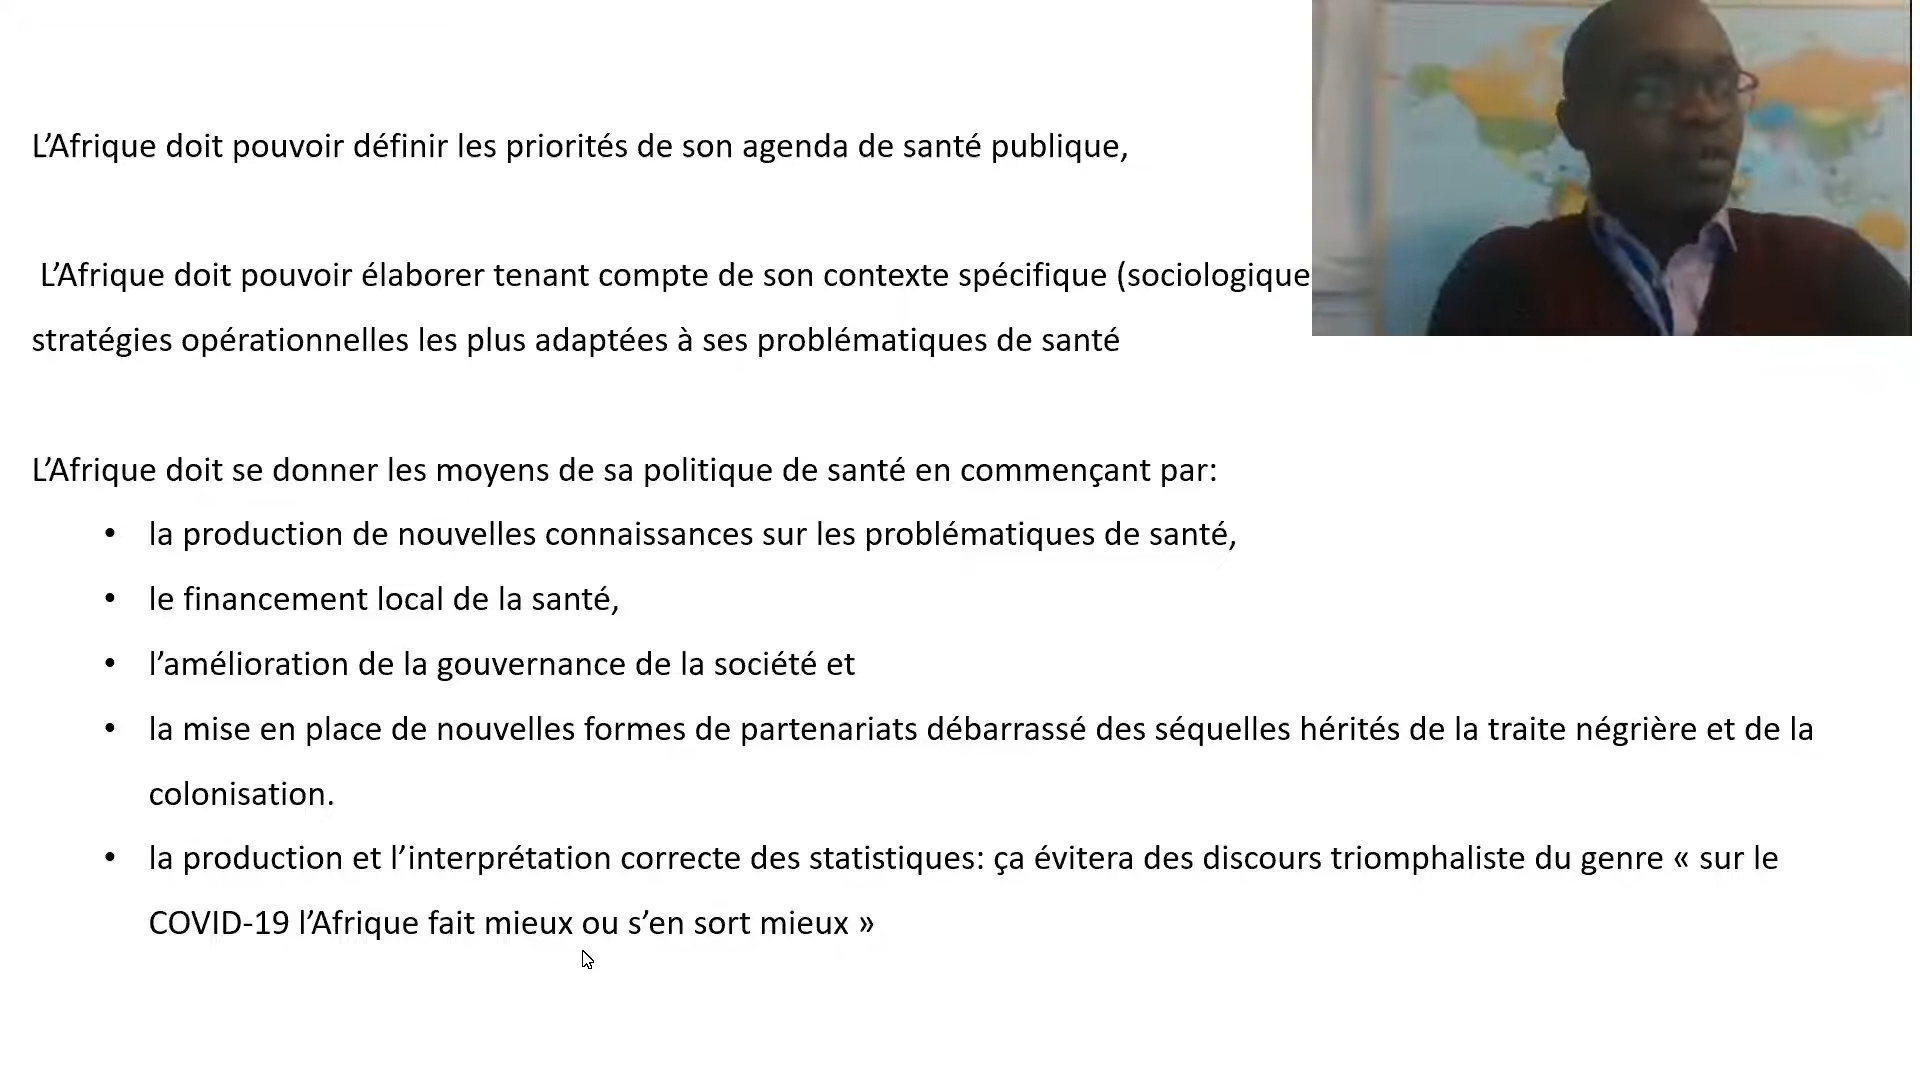 L’Afrique doit pouvoir définir les priorités de son agenda de santé publique,
L’Afrique doit pouvoir élaborer tenant compte de son contexte spécifique (sociologique
stratégies opérationnelles les plus adaptées à ses problématiques de santé
L’Afrique doit se donner les moyens de sa politique de santé en commençant par:
• la production de nouvelles connaissances sur les problématiques de santé,
• le financement local de la santé,
• l’amélioration de la gouvernance de la société et
• la mise en place de nouvelles formes de partenariats débarrassé des séquelles hérités de la traite négrière et de la
colonisation.
• la production et l’interprétation correcte des statistiques: ça évitera des discours triomphaliste du genre « sur le
COVID-19 l’Afrique fait mieux ou s’en sort mieux »